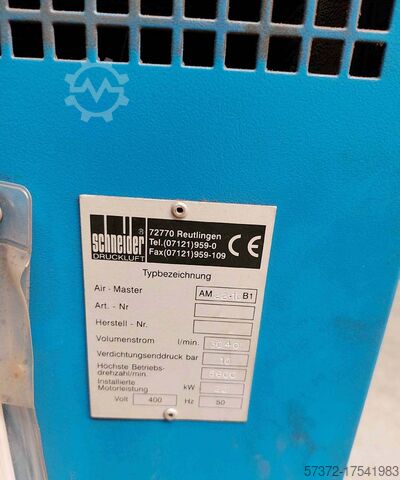 schneider ®
DRUCKLUFT
72770 Reutlingen
Tel.(07121)959-0
Fax(07121)959-109
CE
Typbezeichnung
Air - Master AM B1
Art. - Nr
Herstell - Nr.
Volumenstrom l/min.
Verdichtungsenddruck bar 10
Höchste Betriebs-
drehzahl/min.
Installierte
Motorleistung kW
Volt 400 Hz 50
57372-17541983